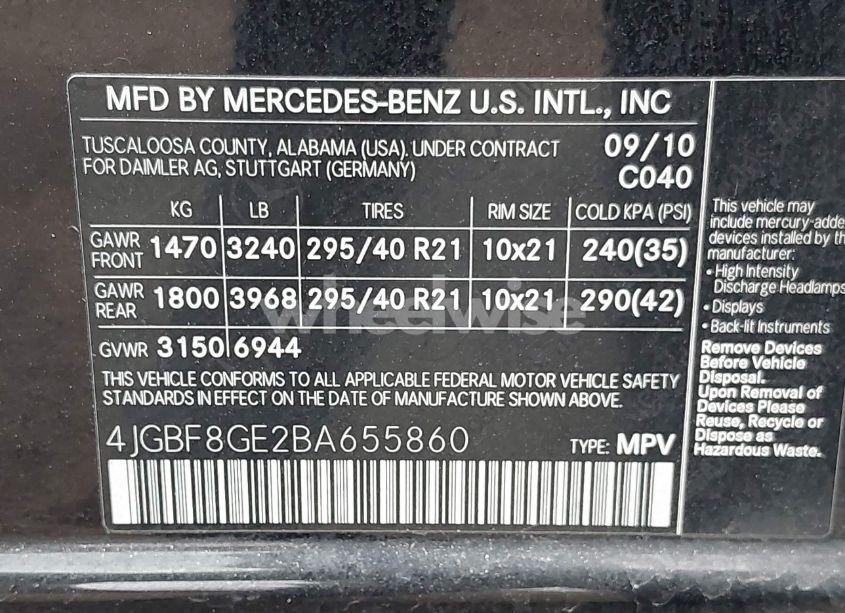 MFD BY MERCEDES-BENZ U.S. INTL., INC
TUSCALOOSA COUNTY, ALABAMA (USA). UNDER CONTRACT
FOR DAIMLER AG, STUTTGART (GERMANY)
09/10
C040
KG LB TIRES RIM SIZE COLD KPA (PSI)
GAWR FRONT 1470 3240 295/40 R21 10x21 240(35)
GAWR REAR 1800 3968 295/40 R21 10x21 290(42)
GVWR 3150 6944
THIS VEHICLE CONFORMS TO ALL APPLICABLE FEDERAL MOTOR VEHICLE SAFETY
STANDARDS IN EFFECT ON THE DATE OF MANUFACTURE SHOWN ABOVE.
4JGBF8GE2BA655860 TYPE: MPV
This vehicle may
include mercury-adde
devices installed by th
manufacturer:
• High Intensity
Discharge Headlamps
• Displays
• Back-lit Instruments
Remove Devices
Before Vehicle
Disposal.
Upon Removal of
Devices Please
Reuse, Recycle or
Dispose as
Hazardous Waste.
wheelwise